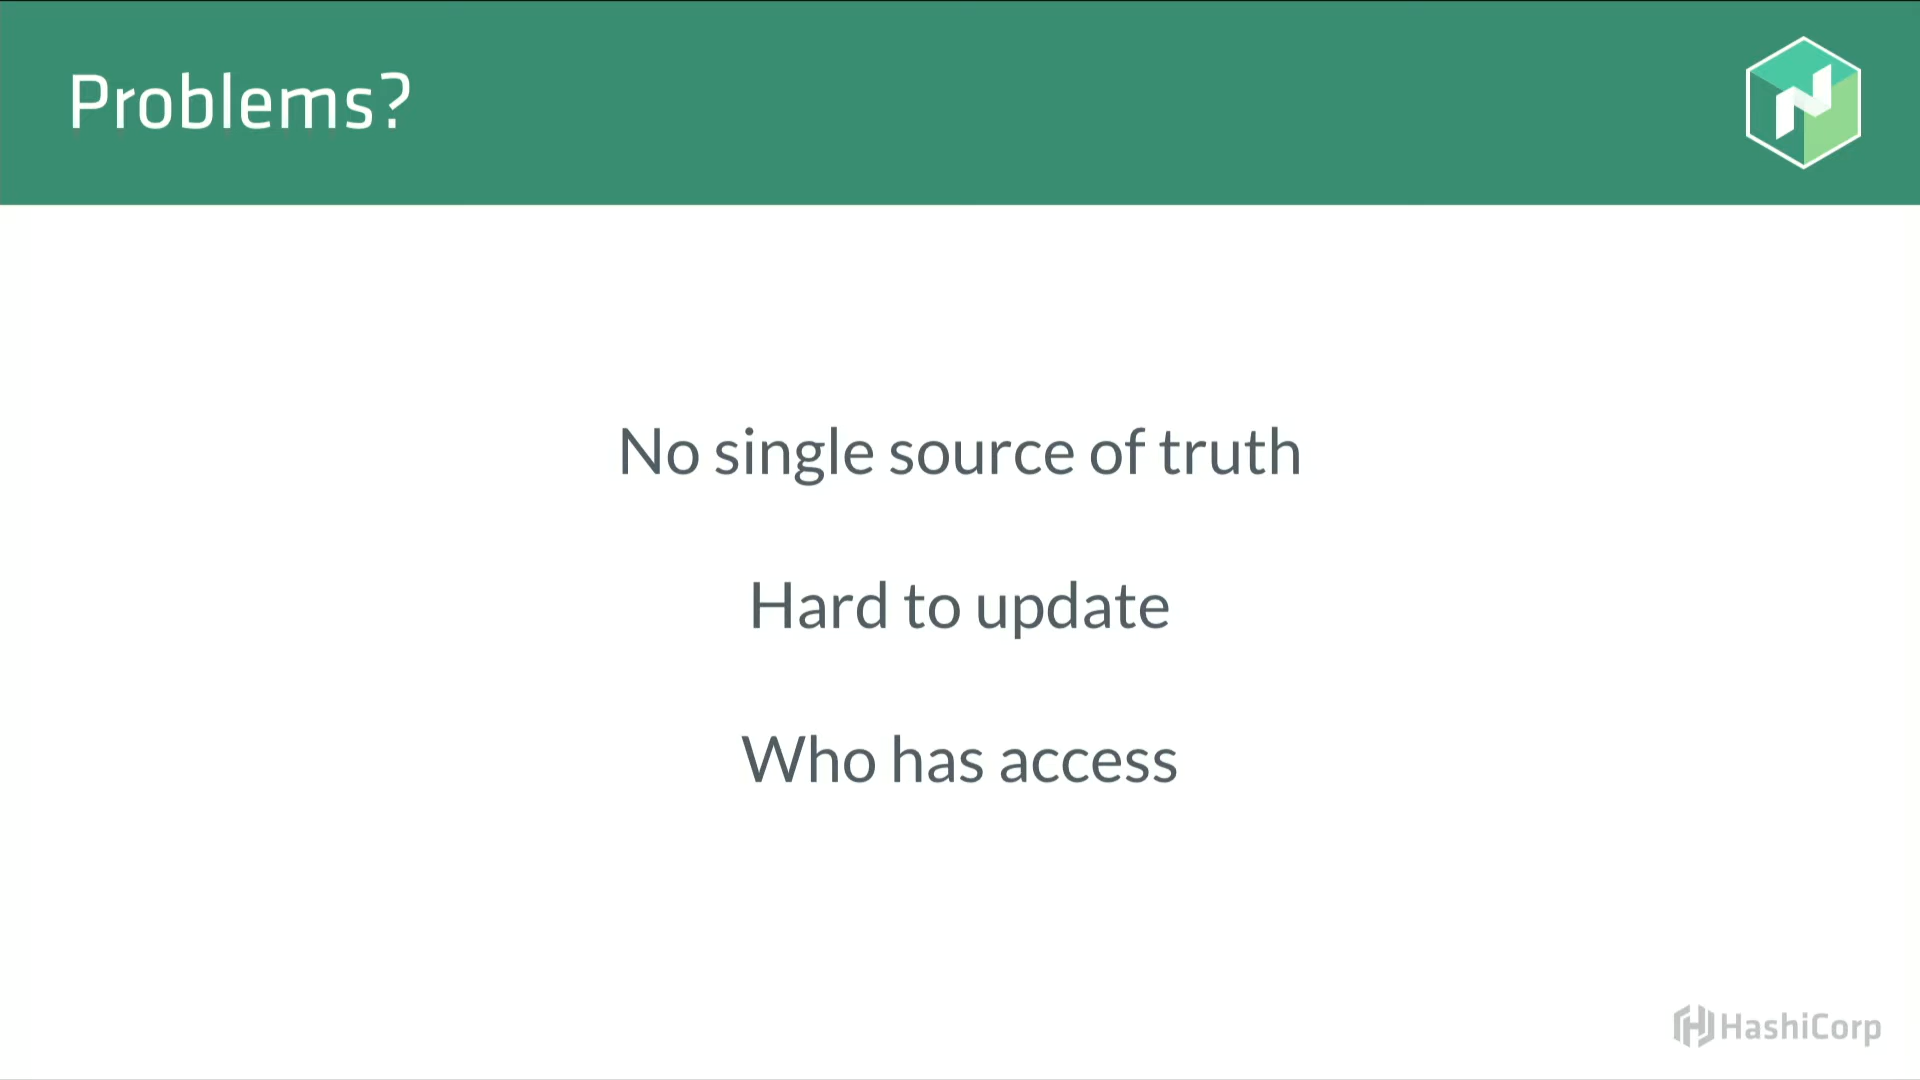 Problems?
No single source of truth
Hard to update
Who has access
HashiCorp